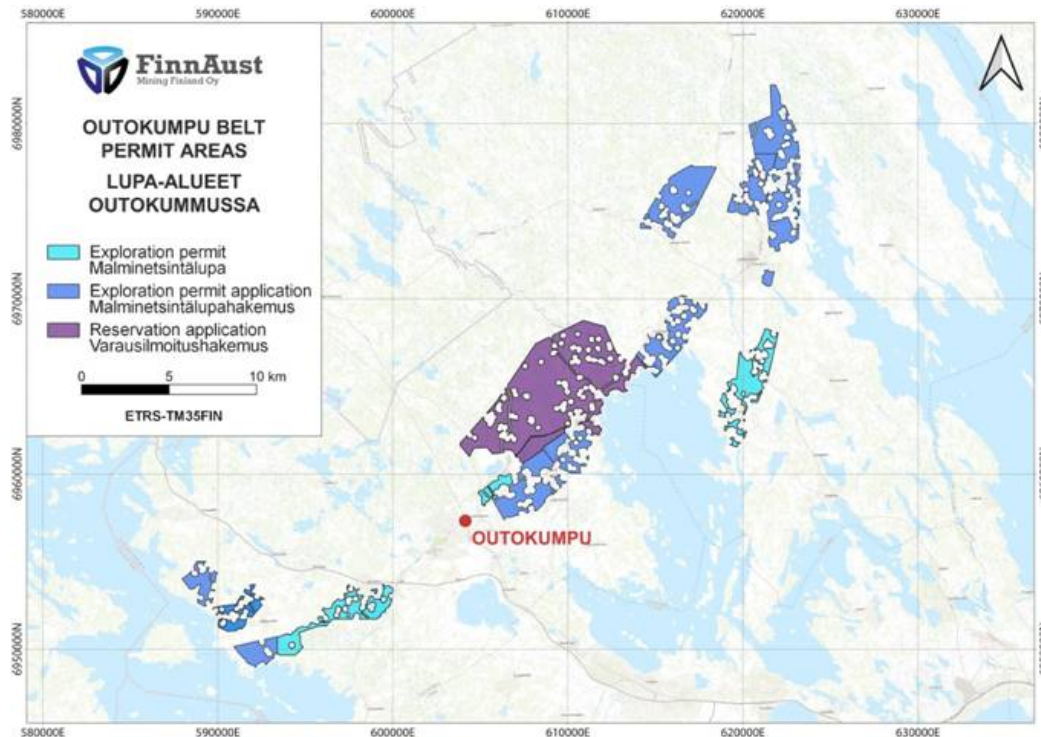 580000E 590000E 600000E 610000E 620000E 630000E
FinnAust
Mining Finland Oy
OUTOKUMPU BELT
PERMIT AREAS
LUPA-ALUEET
OUTOKUMMUSSA
Exploration permit
Malminetsintälupa
Exploration permit application
Malminetsintälupahakemus
Reservation application
Varausilmoitushakemus
0 5 10 km
ETRS-TM35FIN
6980000N
6970000N
6960000N
6950000N
OUTOKUMPU
580000E 590000E 600000E 610000E 620000E 630000E